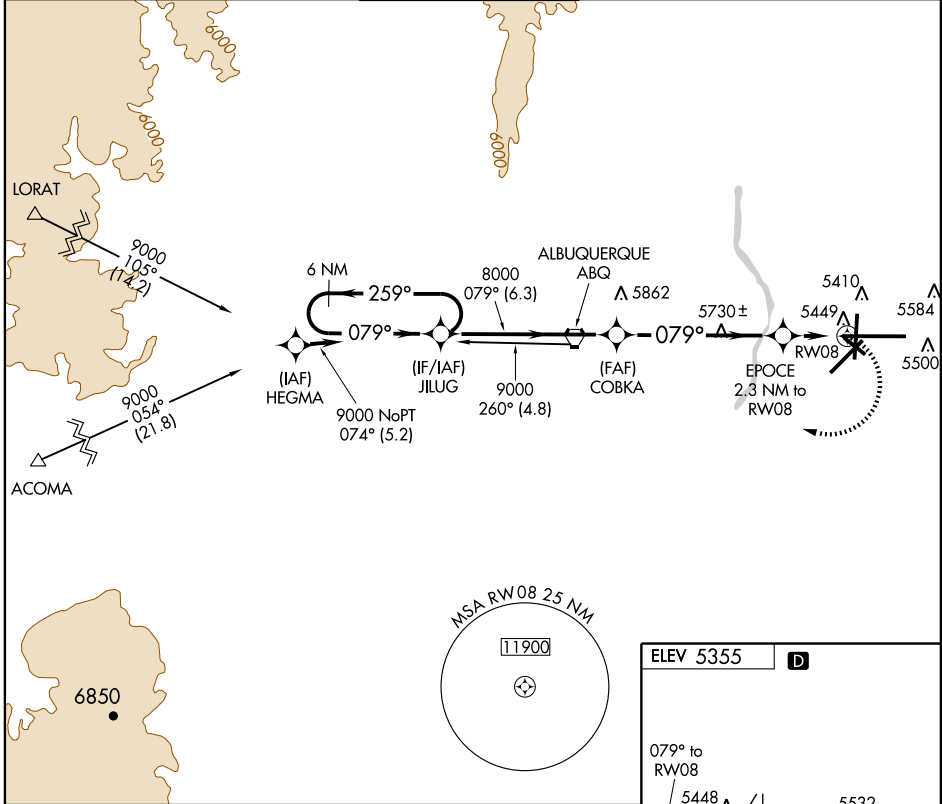 6000
6000
6000
LORAT
9000
105°
(14.2)
ACOMA
9000
054°
(21.8)
6 NM
259°
079°
(IAF)
HEGMA
9000 NoPT
074° (5.2)
(IF/IAF)
JILUG
8000
079° (6.3)
9000
260° (4.8)
ALBUQUERQUE
ABQ
5862
(FAF)
COBKA
079°
5730±
EPOCE
2.3 NM to
RW08
RW08
5410
5449
5584
5500
6850
MSA RW08 25 NM
11900
ELEV 5355
D
079° to
RW08
5448
5532